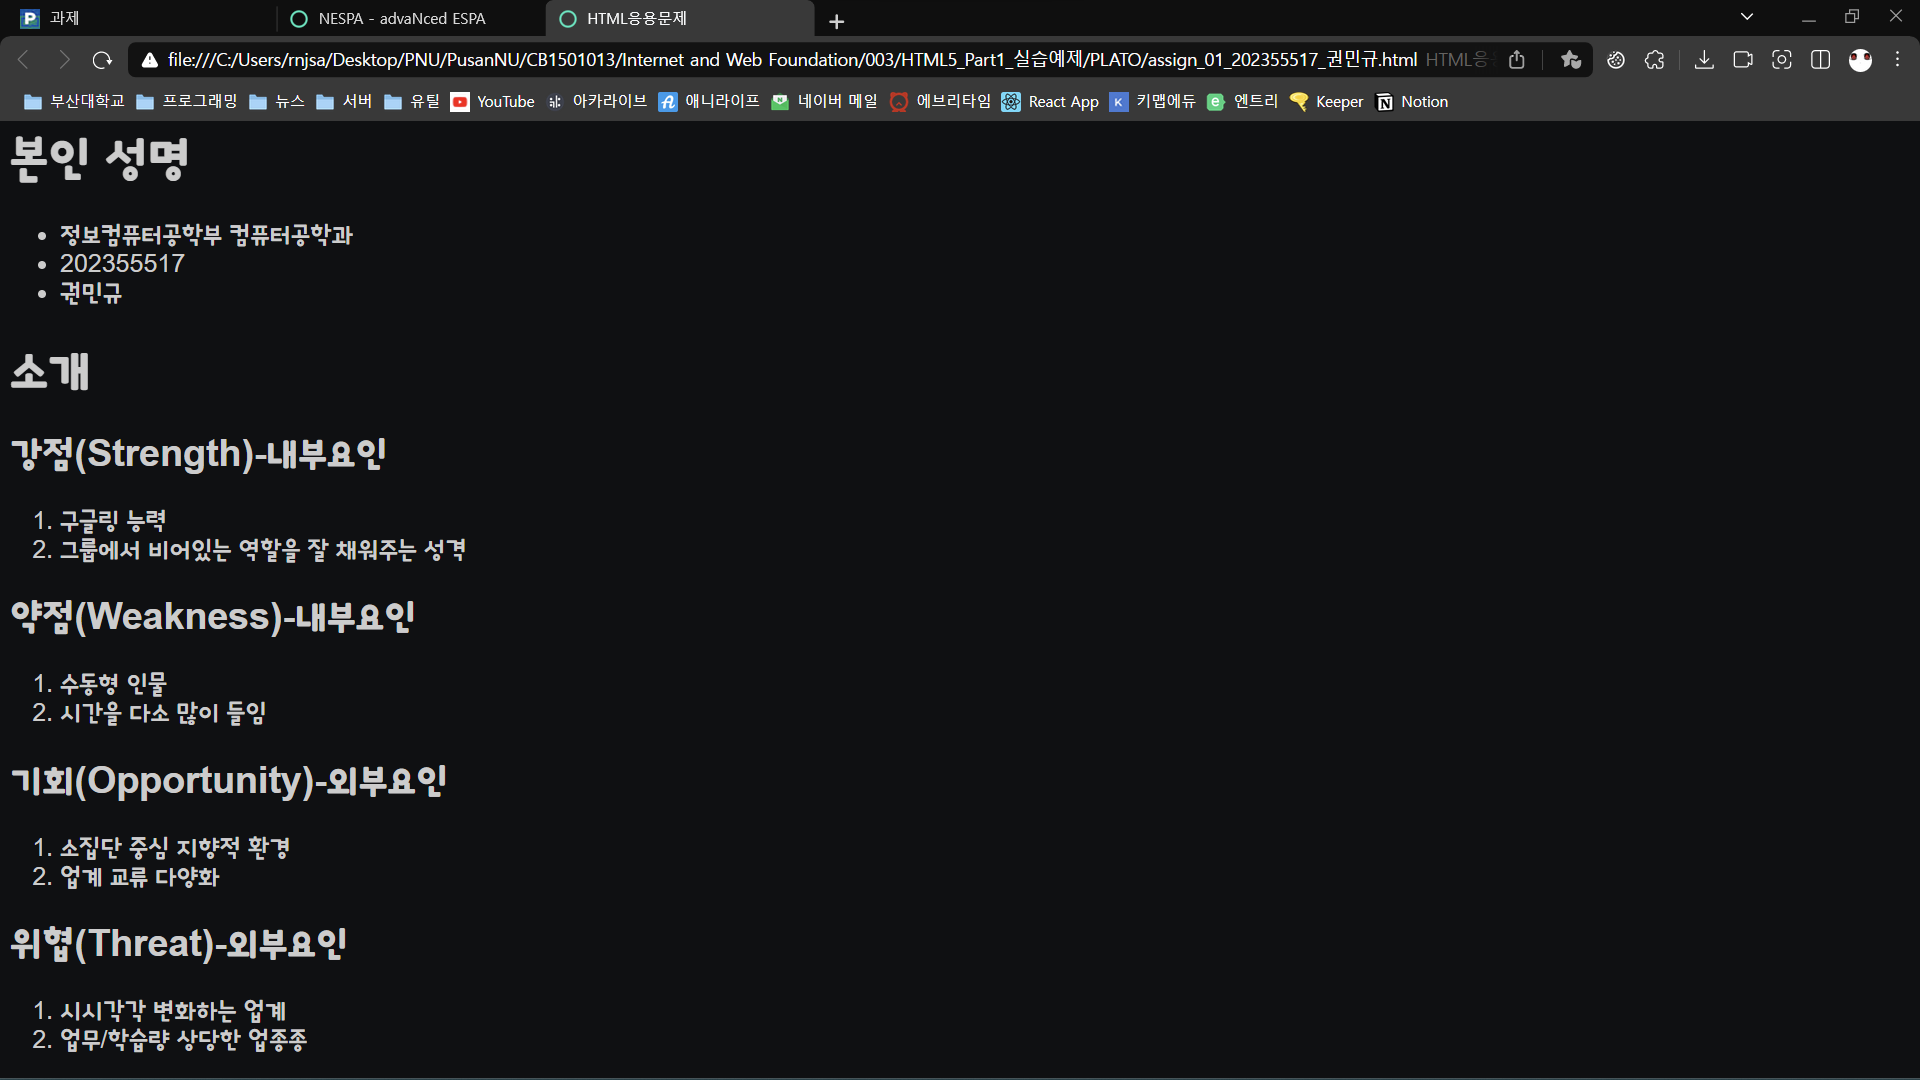 과제
NESPA - advaNced ESPA
HTML응용문제
file:///C:/Users/rnjsa/Desktop/PNU/PusanNU/CB1501013/Internet and Web Foundation/003/HTML5_Part1_실습예제/PLATO/assign_01_202355517_권민규.html HTML응
부산대학교 프로그래밍 뉴스 서버 유틸 YouTube 아카라이브 애니라이프 네이버 메일 에브리타임 React App 키맵에듀 엔트리 Keeper Notion
본인 성명
• 정보컴퓨터공학부 컴퓨터공학과
• 202355517
• 권민규
소개
강점(Strength)-내부요인
1. 구글링 능력
2. 그룹에서 비어있는 역할을 잘 채워주는 성격
약점(Weakness)-내부요인
1. 수동형 인물
2. 시간을 다소 많이 들임
기회(Opportunity)-외부요인
1. 소집단 중심 지향적 환경
2. 업계 교류 다양화
위협(Threat)-외부요인
1. 시시각각 변화하는 업계
2. 업무/학습량 상당한 업종종